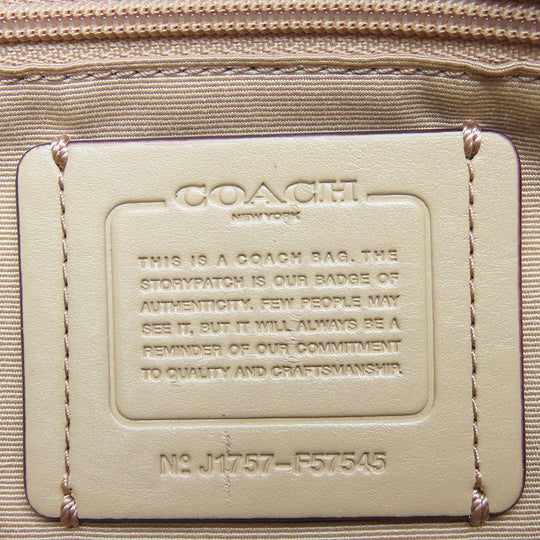 COACH
NEW YORK
THIS IS A COACH BAG. THE
STORYPATCH IS OUR BADGE OF
AUTHENTICITY. FEW PEOPLE MAY
SEE IT, BUT IT WILL ALWAYS BE A
REMINDER OF OUR COMMITMENT
TO QUALITY AND CRAFTSMANSHIP.
Nº J1757-F57545